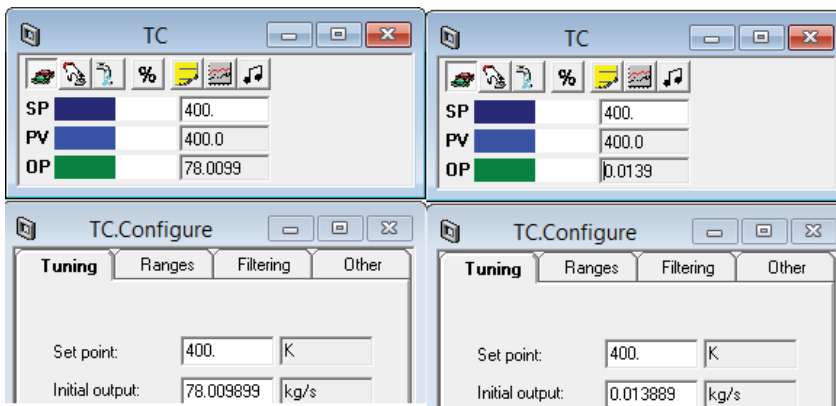 TC
%
SP 400.
PV 400.0
OP 78.0099
TC.Configure
Tuning Ranges Filtering Other
Set point: 400. K
Initial output: 78.009899 kg/s
TC
%
SP 400.
PV 400.0
OP 0.0139
TC.Configure
Tuning Ranges Filtering Other
Set point: 400. K
Initial output: 0.013889 kg/s